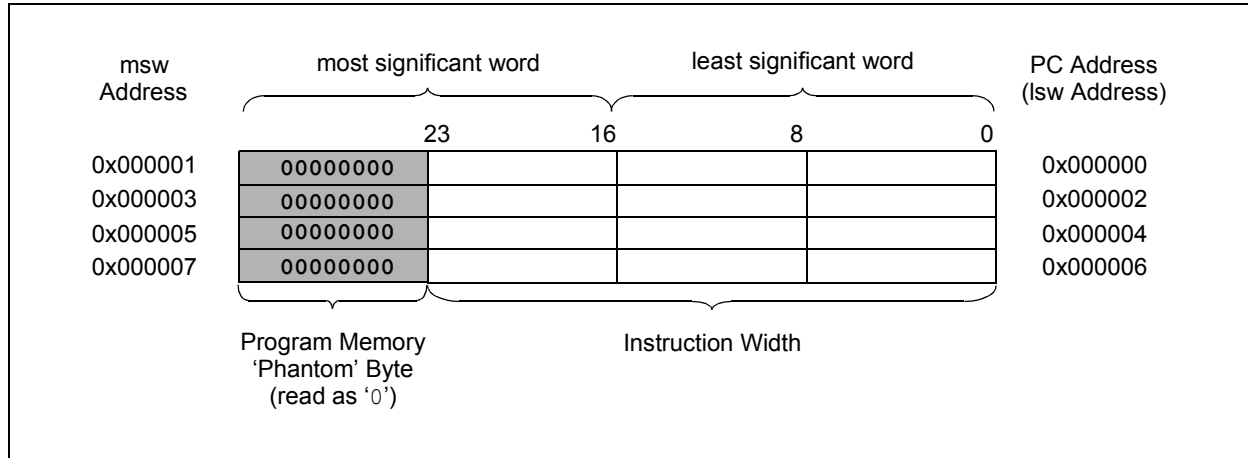 msw
Address
most significant word
least significant word
PC Address
(lsw Address)
23 16 8 0
0x000001 00000000 0x000000
0x000003 00000000 0x000002
0x000005 00000000 0x000004
0x000007 00000000 0x000006
Program Memory
‘Phantom’ Byte
(read as ‘0’)
Instruction Width